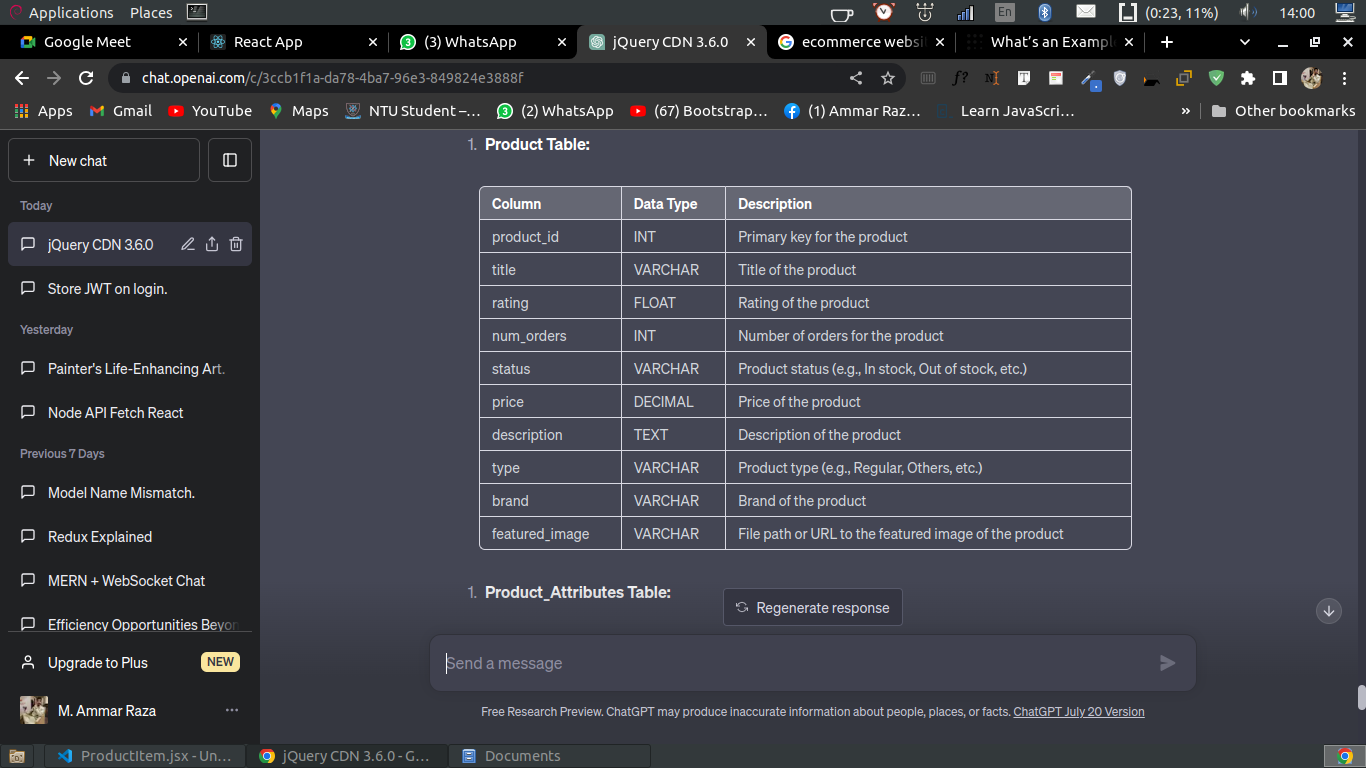 Applications Places En (0:23, 11%) 14:00
Google Meet React App (3) WhatsApp jQuery CDN 3.6.0 ecommerce websi What's an Exampl
chat.openai.com/c/3ccb1f1a-da78-4ba7-96e3-849824e3888f
Apps Gmail YouTube Maps NTU Student –... (2) WhatsApp (67) Bootstrap... (1) Ammar Raz... Learn JavaScri... » Other bookmarks
New chat
Today
jQuery CDN 3.6.0
Store JWT on login.
Yesterday
Painter's Life-Enhancing Art.
Node API Fetch React
Previous 7 Days
Model Name Mismatch.
Redux Explained
MERN + WebSocket Chat
Efficiency Opportunities Beyon
Upgrade to Plus NEW
M. Ammar Raza
1. Product Table:
Column Data Type Description
product_id INT Primary key for the product
title VARCHAR Title of the product
rating FLOAT Rating of the product
num_orders INT Number of orders for the product
status VARCHAR Product status (e.g., In stock, Out of stock, etc.)
price DECIMAL Price of the product
description TEXT Description of the product
type VARCHAR Product type (e.g., Regular, Others, etc.)
brand VARCHAR Brand of the product
featured_image VARCHAR File path or URL to the featured image of the product
1. Product_Attributes Table:
Regenerate response
Send a message
Free Research Preview. ChatGPT may produce inaccurate information about people, places, or facts. ChatGPT July 20 Version
ProductItem.jsx - Un... jQuery CDN 3.6.0 - G... Documents